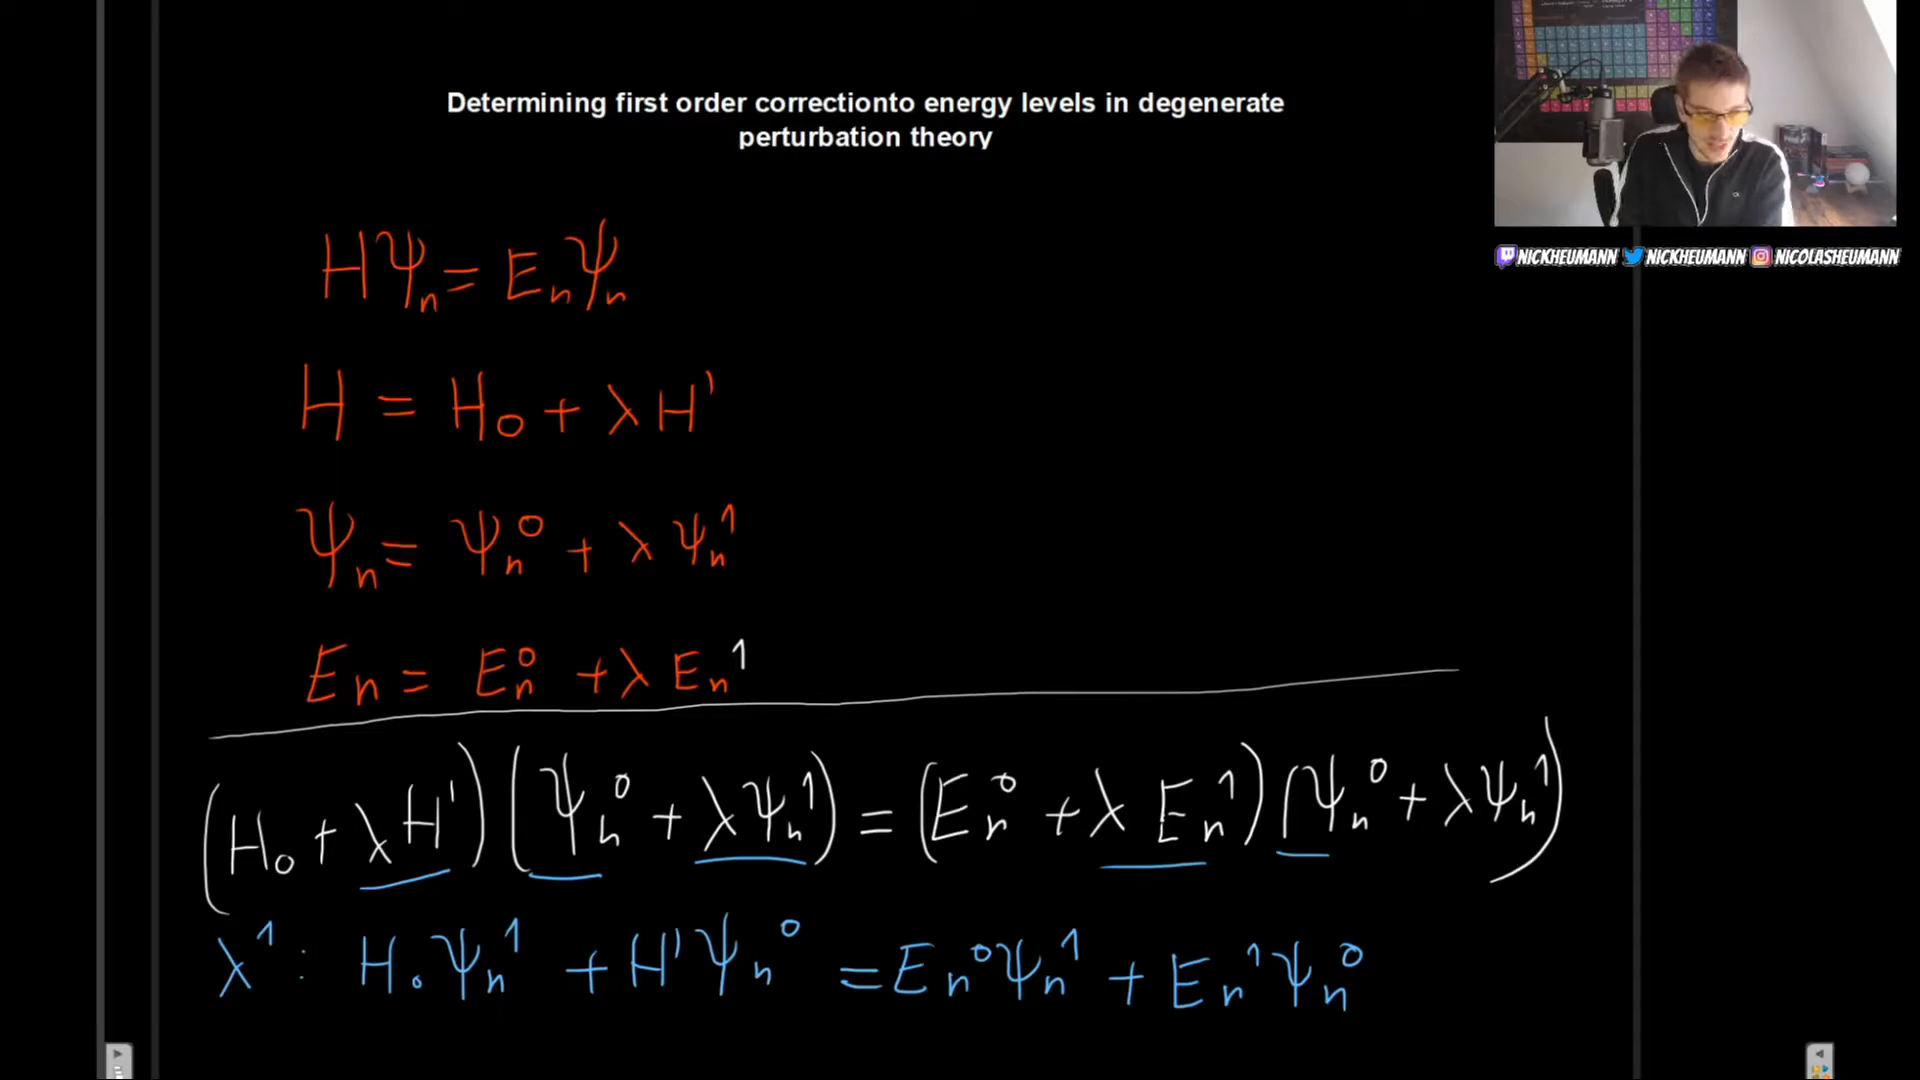 Determining first order correctionto energy levels in degenerate
perturbation theory
NICKHEUMANN NICKHEUMANN NICOLASHEUMANN
HΨₙ = EₙΨₙ
H = H₀ + λH'
Ψₙ = Ψₙ⁰ + λΨₙ¹
Eₙ = Eₙ⁰ + λEₙ¹
(H₀ + λH')(Ψₙ⁰ + λΨₙ¹) = (Eₙ⁰ + λEₙ¹)(Ψₙ⁰ + λΨₙ¹)
λ¹: H₀Ψₙ¹ + H'Ψₙ⁰ = Eₙ⁰Ψₙ¹ + Eₙ¹Ψₙ⁰